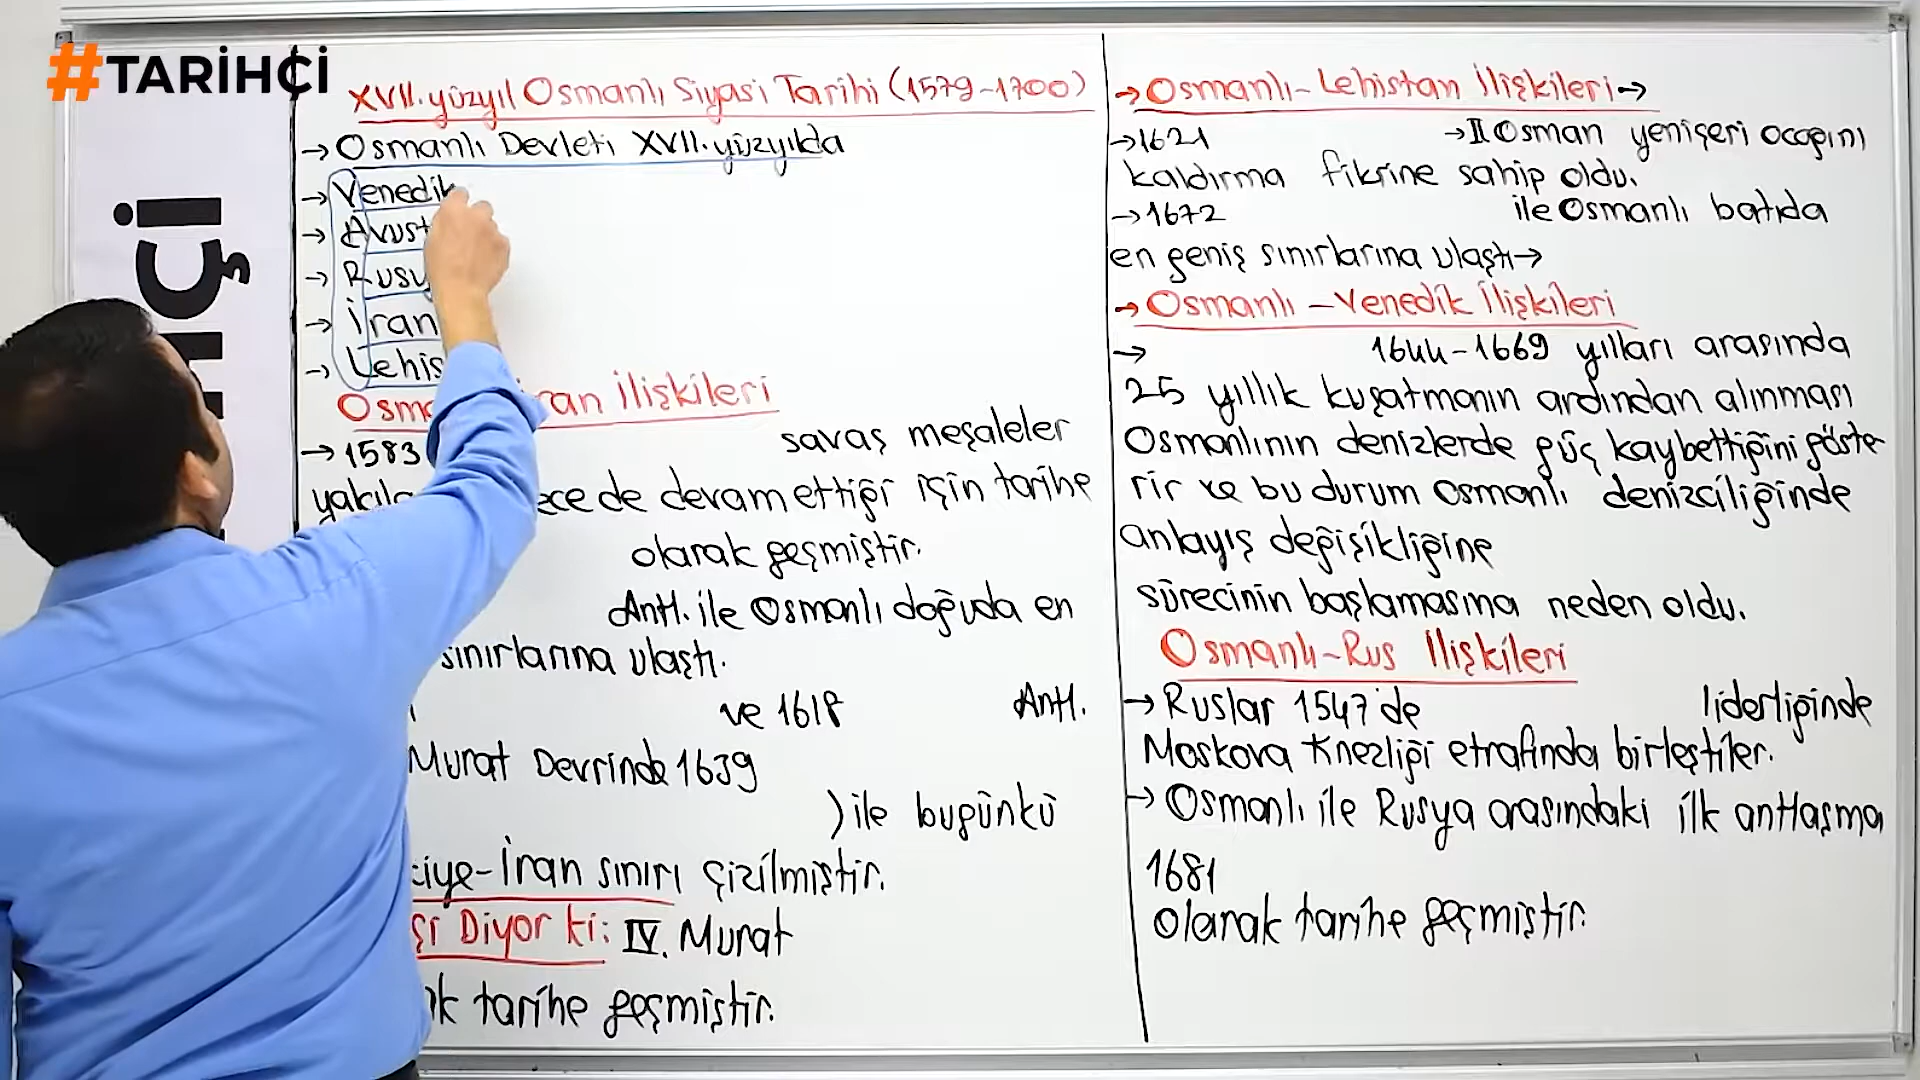 #TARİHÇİ
XVII.yüzyıl Osmanlı Siyasi Tarihi (1579-1700)
→ Osmanlı Devleti XVII.yüzyılda
→ Venedik
→ Avust
→ Rusy
→ İran
→ Lehis
Osma ran İlişkileri
→ 1583 savaş meşaleler
yakıla ece de devam ettiği için tarihe
olarak geçmiştir.
Antl. ile Osmanlı doğuda en
sınırlarına ulaştı.
ve 1618 Antl.
Murat Devrinde 1639
) ile bugünkü
iye-İran sınırı çizilmiştir.
Diyor ki: IV. Murat
k tarihe geçmiştir.
→ Osmanlı-Lehistan İlişkileri→
→1621 →II Osman yeniçeri ocağını
kaldırma fikrine sahip oldu.
→1672 ile Osmanlı batıda
en geniş sınırlarına ulaştı→
→ Osmanlı-Venedik İlişkileri
→ 1644-1669 yılları arasında
25 yıllık kuşatmanın ardından alınması
Osmanlının denizlerde güç kaybettiğini göste
rir ve bu durum Osmanlı denizciliğinde
anlayış değişikliğine
sürecinin başlamasına neden oldu.
Osmanlı-Rus İlişkileri
→ Ruslar 1547'de liderliğinde
Moskova Knezliği etrafında birleştiler.
→ Osmanlı ile Rusya arasındaki ilk antlaşma
1681
olarak tarihe geçmiştir.